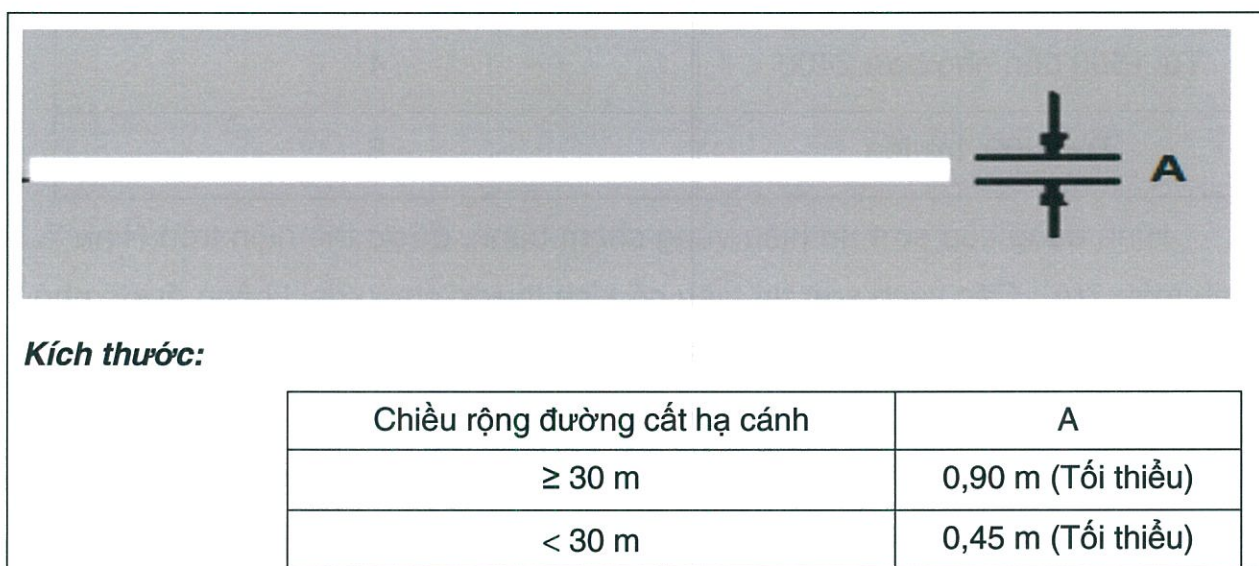 A
Kích thước:
Chiều rộng đường cất hạ cánh A
≥ 30 m 0,90 m (Tối thiểu)
< 30 m 0,45 m (Tối thiểu)